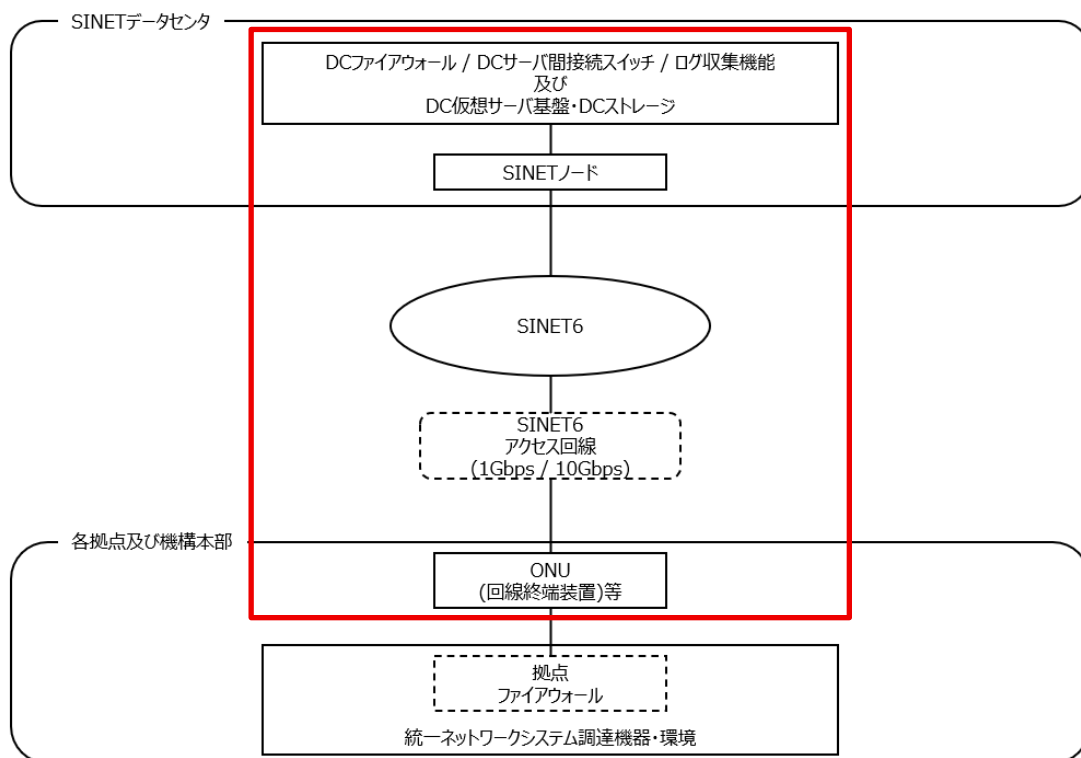 SINETデータセンタ
DCファイアウォール / DCサーバ間接続スイッチ / ログ収集機能
及び
DC仮想サーバ基盤・DCストレージ
SINETノード
SINET6
SINET6
アクセス回線
(1Gbps / 10Gbps)
各拠点及び機構本部
ONU
(回線終端装置)等
拠点
ファイアウォール
統一ネットワークシステム調達機器・環境